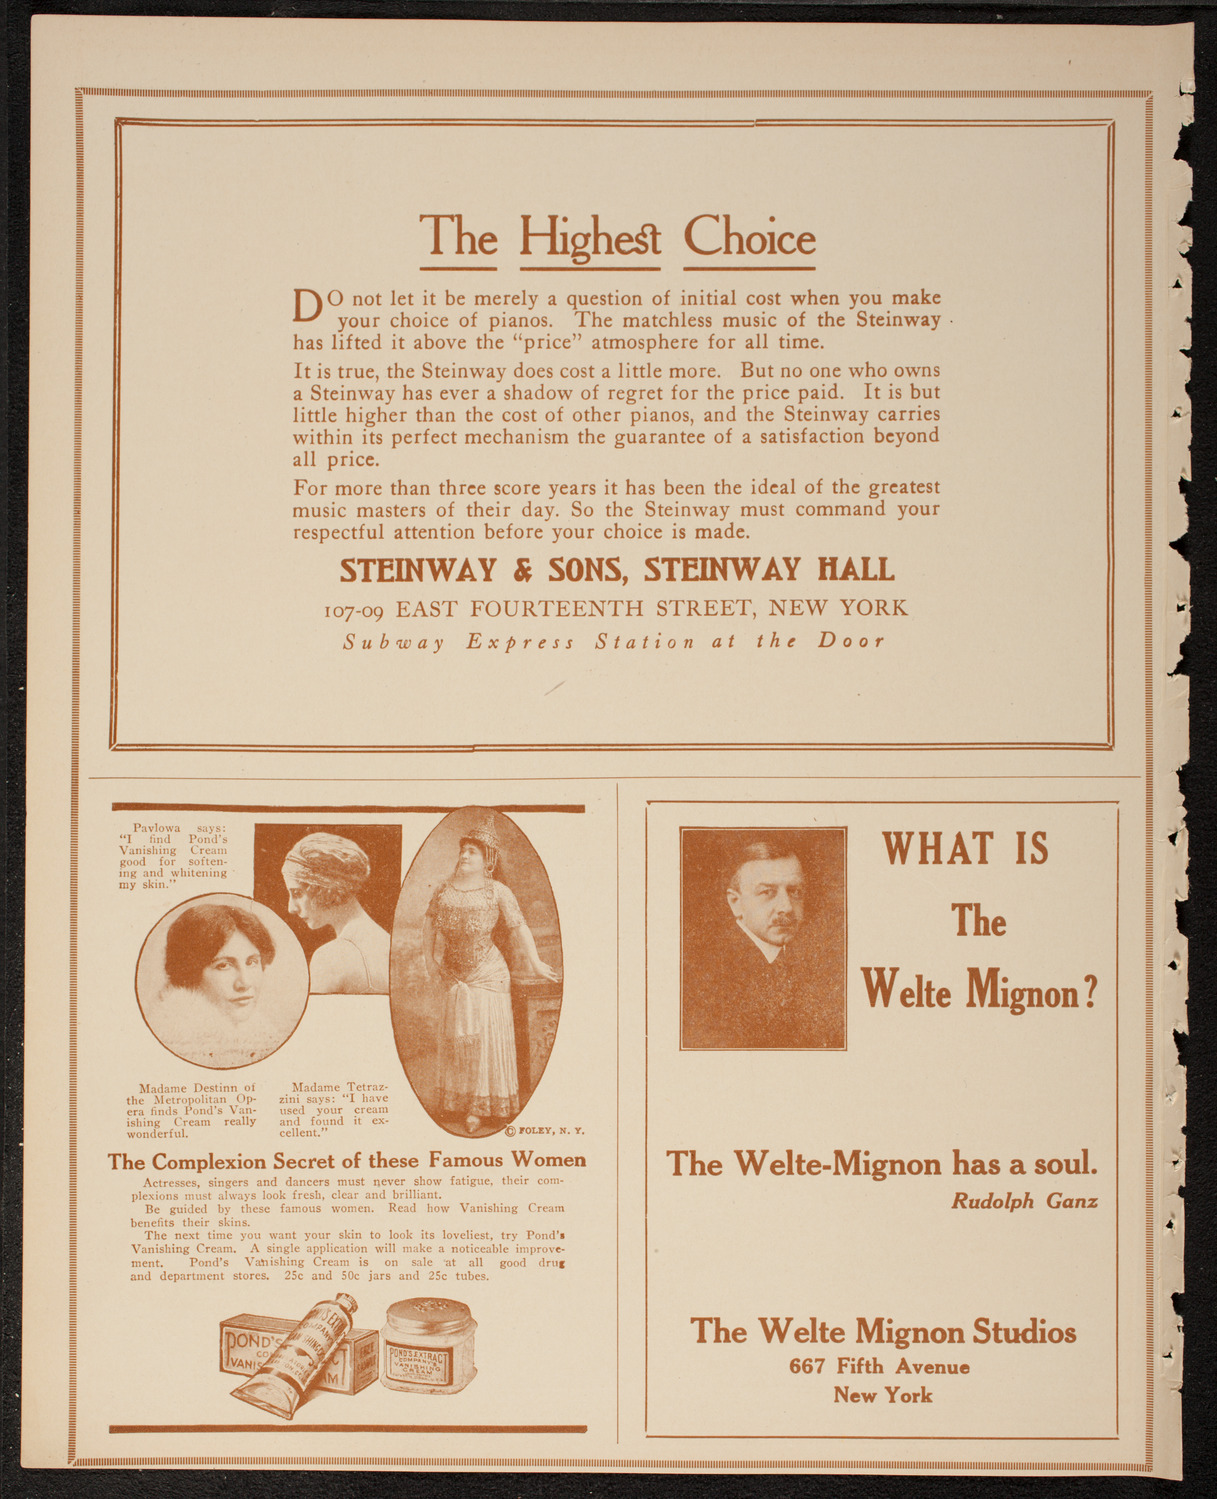 The Highest Choice
DO not let it be merely a question of initial cost when you make
your choice of pianos. The matchless music of the Steinway
has lifted it above the “price” atmosphere for all time.
It is true, the Steinway does cost a little more. But no one who owns
a Steinway has ever a shadow of regret for the price paid. It is but
little higher than the cost of other pianos, and the Steinway carries
within its perfect mechanism the guarantee of a satisfaction beyond
all price.
For more than three score years it has been the ideal of the greatest
music masters of their day. So the Steinway must command your
respectful attention before your choice is made.
STEINWAY & SONS, STEINWAY HALL
107-09 EAST FOURTEENTH STREET, NEW YORK
Subway Express Station at the Door
Pavlowa says:
“I find Pond's
Vanishing Cream
good for soften-
ing and whitening
my skin.”
Madame Destinn of
the Metropolitan Op-
era finds Pond's Van-
ishing Cream really
wonderful.
Madame Tetraz-
zini says: “I have
used your cream
and found it ex-
cellent.”
© FOLEY, N. Y.
The Complexion Secret of these Famous Women
Actresses, singers and dancers must never show fatigue, their com-
plexions must always look fresh, clear and brilliant.
Be guided by these famous women. Read how Vanishing Cream
benefits their skins.
The next time you want your skin to look its loveliest, try Pond's
Vanishing Cream. A single application will make a noticeable improve-
ment. Pond's Vanishing Cream is on sale at all good drug
and department stores. 25c and 50c jars and 25c tubes.
POND'S
VANIS
POND'S EXTRACT
COMPANY'S
VANISHING
CREAM
WHAT IS
The
Welte Mignon?
The Welte-Mignon has a soul.
Rudolph Ganz
The Welte Mignon Studios
667 Fifth Avenue
New York